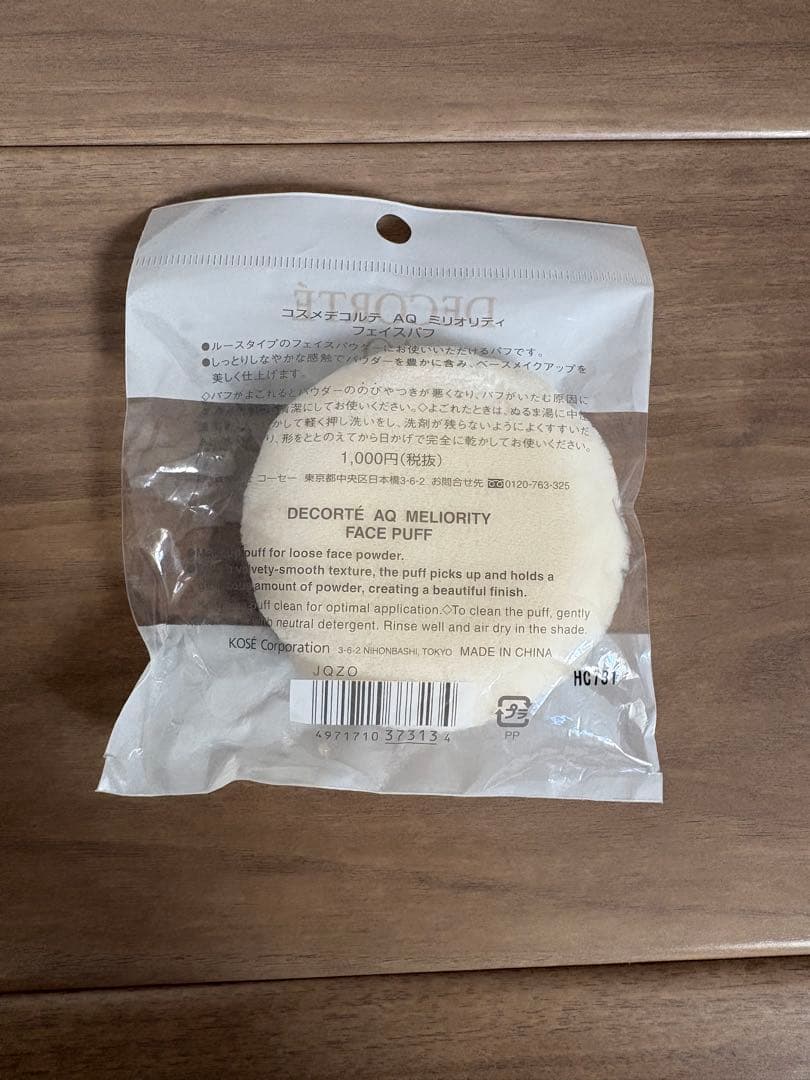 DECORTÉ
コスメデコルテ AQ ミリオリティ
フェイスパフ
●ルースタイプのフェイスパウダーにお使いいただけるパフです。
●しっとりしなやかな感触でパウダーを豊かに含み、ベースメイクアップを
美しく仕上げます。
◇パフがよごれるとパウダーののびやつきが悪くなり、パフがいたむ原因に
清潔にしてお使いください。◇よごれたときは、ぬるま湯に中性
かして軽く押し洗いをし、洗剤が残らないようによくすすいだ
り、形をととのえてから日かげで完全に乾かしてお使いください。
1,000円(税抜)
コーセー 東京都中央区日本橋3-6-2 お問合せ先 0120-763-325
DECORTÉ AQ MELIORITY
FACE PUFF
puff for loose face powder.
velvety-smooth texture, the puff picks up and holds a
amount of powder, creating a beautiful finish.
puff clean for optimal application.◇To clean the puff, gently
neutral detergent. Rinse well and air dry in the shade.
KOSÉ Corporation 3-6-2 NIHONBASHI, TOKYO MADE IN CHINA
JQZO
HC731
4971710 373134
プラ
PP